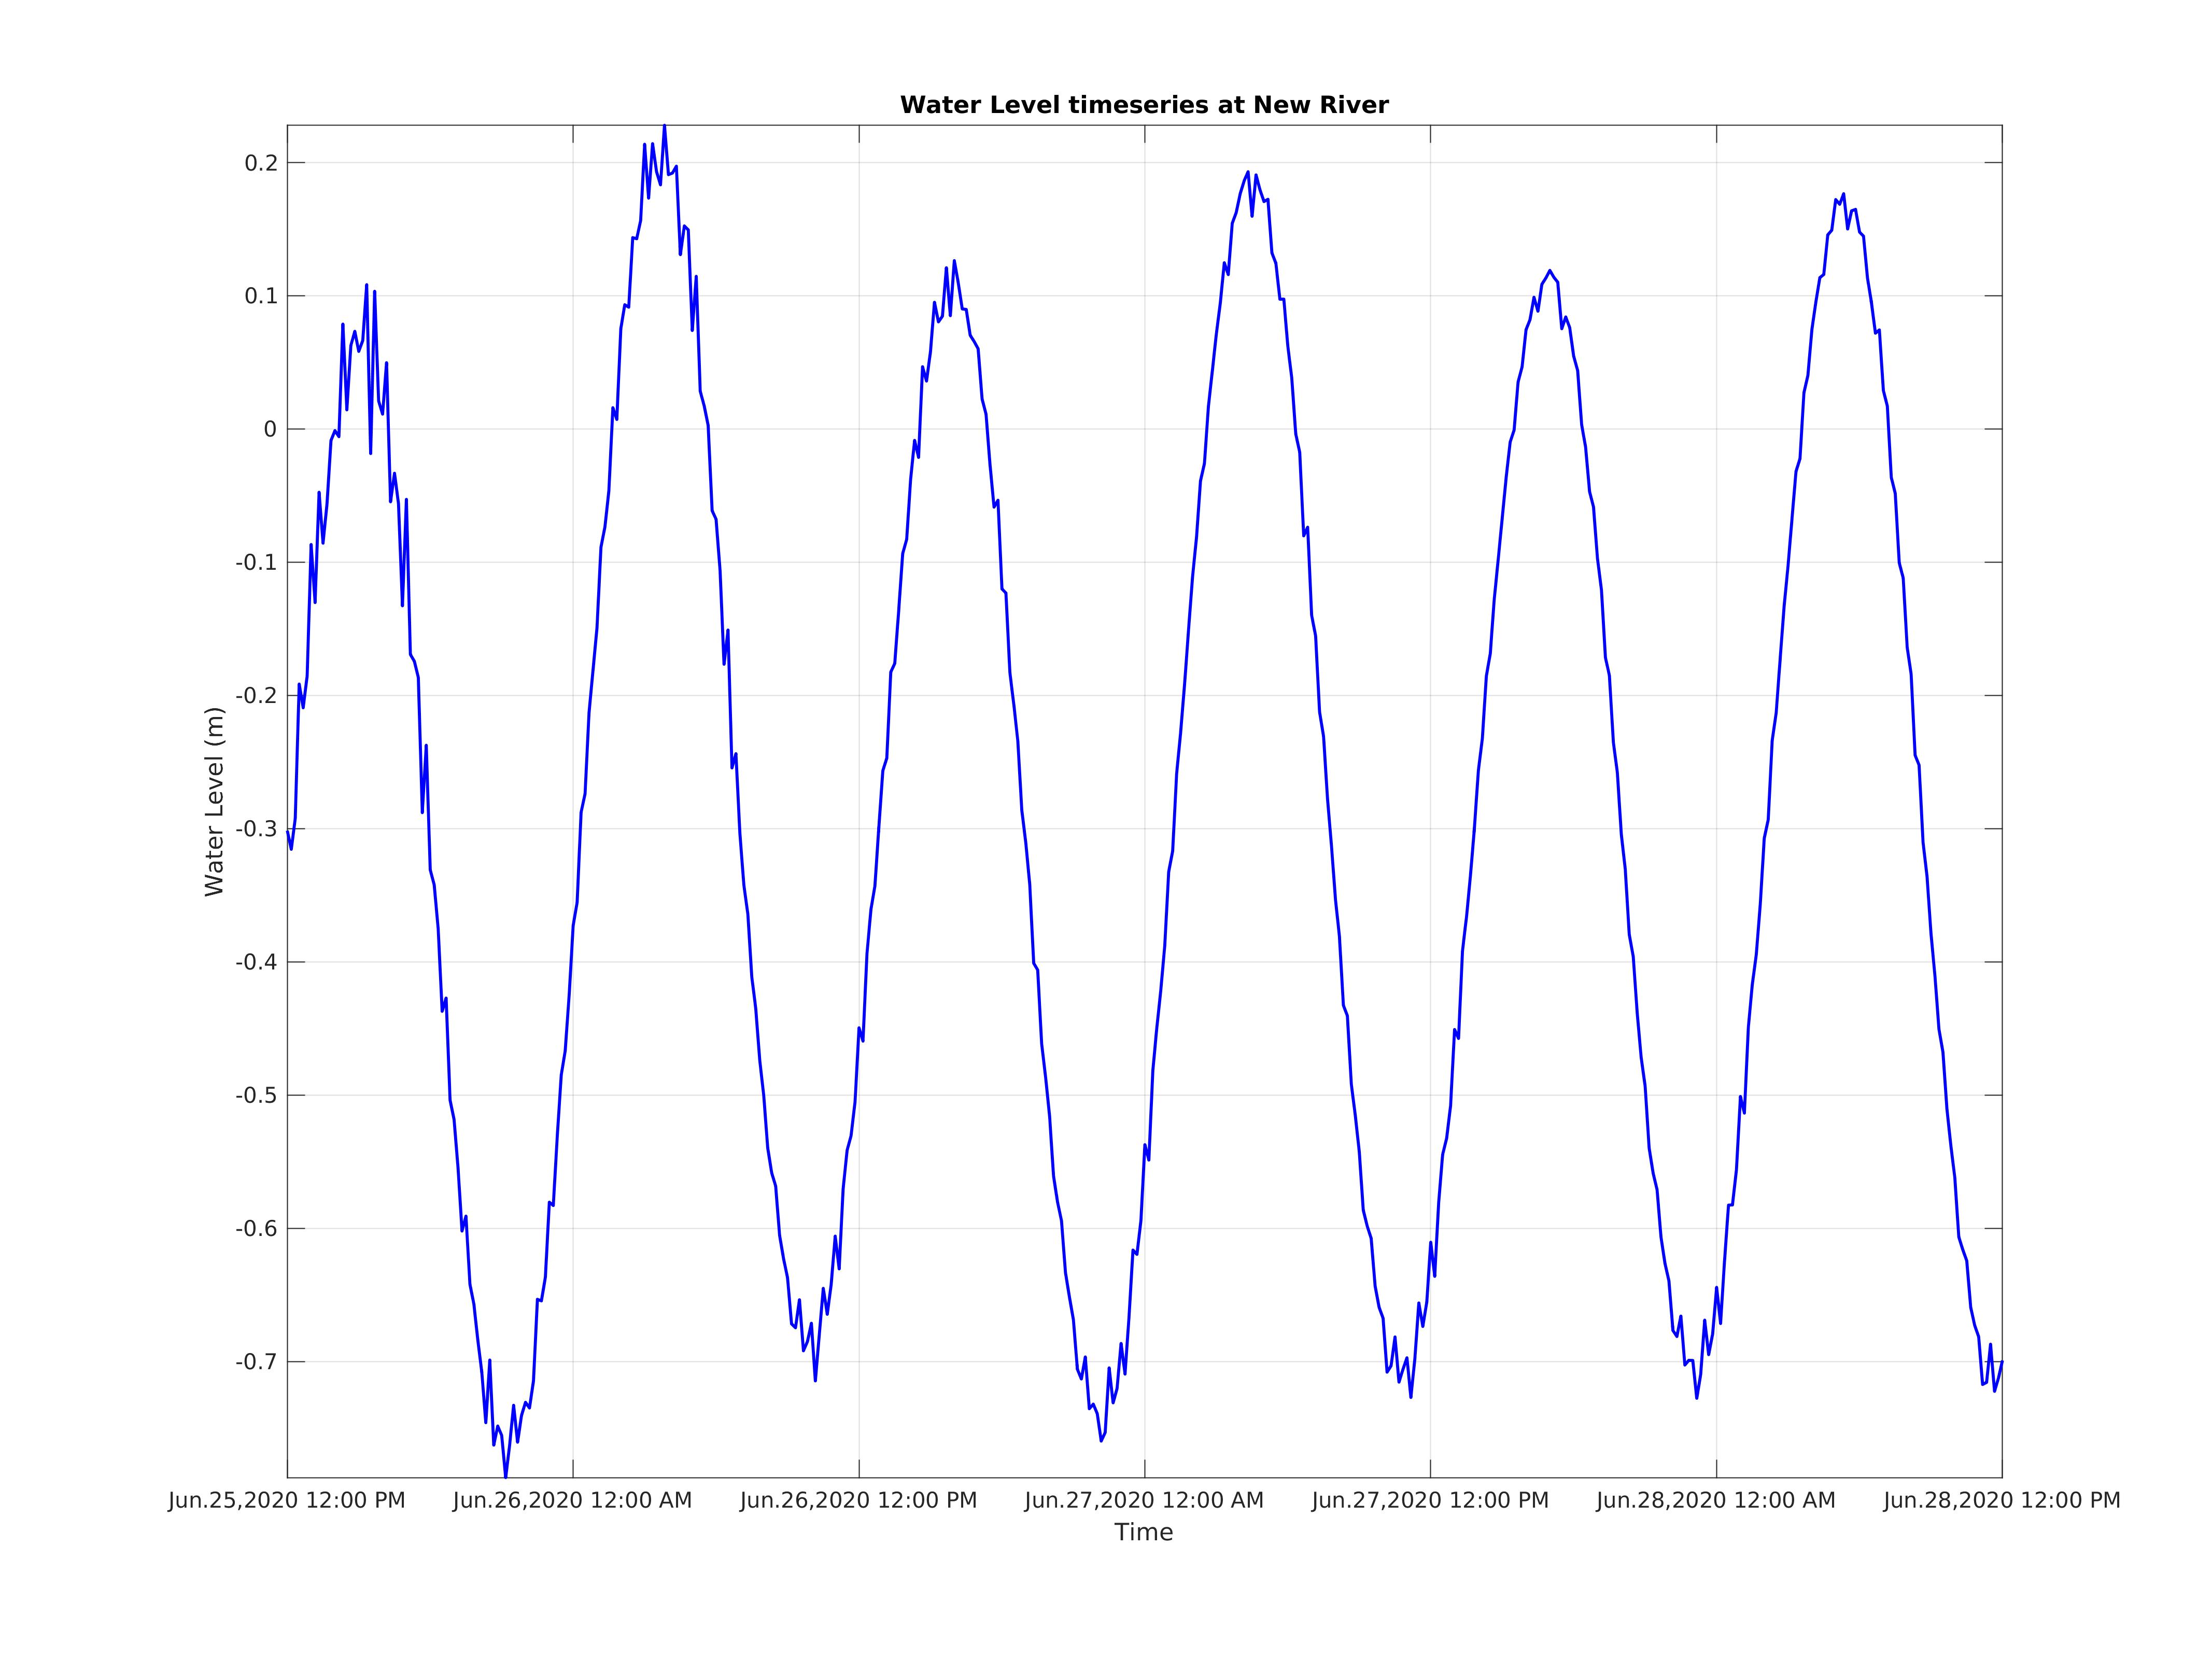 Water Level timeseries at New River
0.2
0.1
0
-0.1
-0.2
-0.3
-0.4
-0.5
-0.6
-0.7
Water Level (m)
Jun.25,2020 12:00 PM
Jun.26,2020 12:00 AM
Jun.26,2020 12:00 PM
Jun.27,2020 12:00 AM
Jun.27,2020 12:00 PM
Jun.28,2020 12:00 AM
Jun.28,2020 12:00 PM
Time